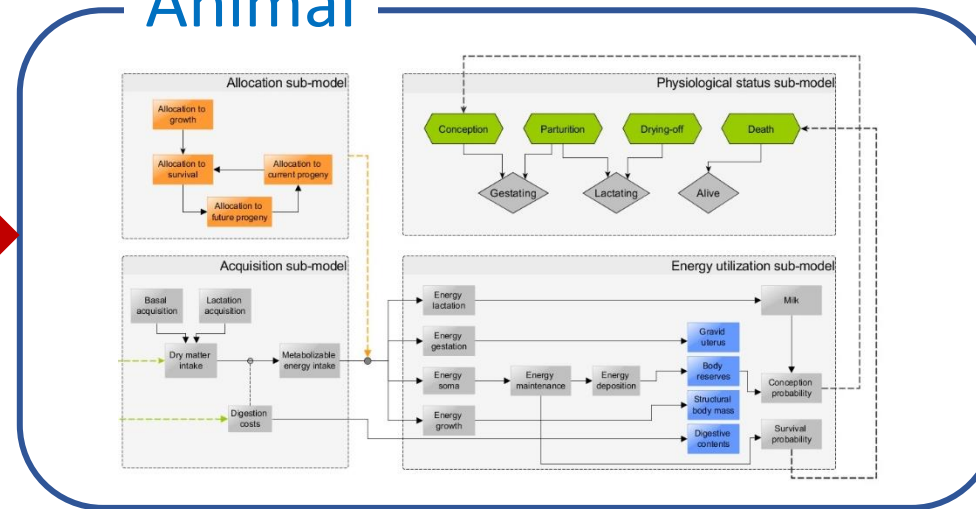 Animal
Allocation sub-model
Allocation to
growth
Allocation to
survival
Allocation to
current progeny
Allocation to
future progeny
Physiological status sub-model
Conception
Parturition
Drying-off
Death
Gestating
Lactating
Alive
Acquisition sub-model
Basal
acquisition
Lactation
acquisition
Dry matter
intake
Metabolizable
energy intake
Digestion
costs
Energy utilization sub-model
Energy
lactation
Milk
Energy
gestation
Gravid
uterus
Energy
soma
Energy
maintenance
Energy
deposition
Body
reserves
Conception
probability
Energy
growth
Structural
body mass
Digestive
contents
Survival
probability